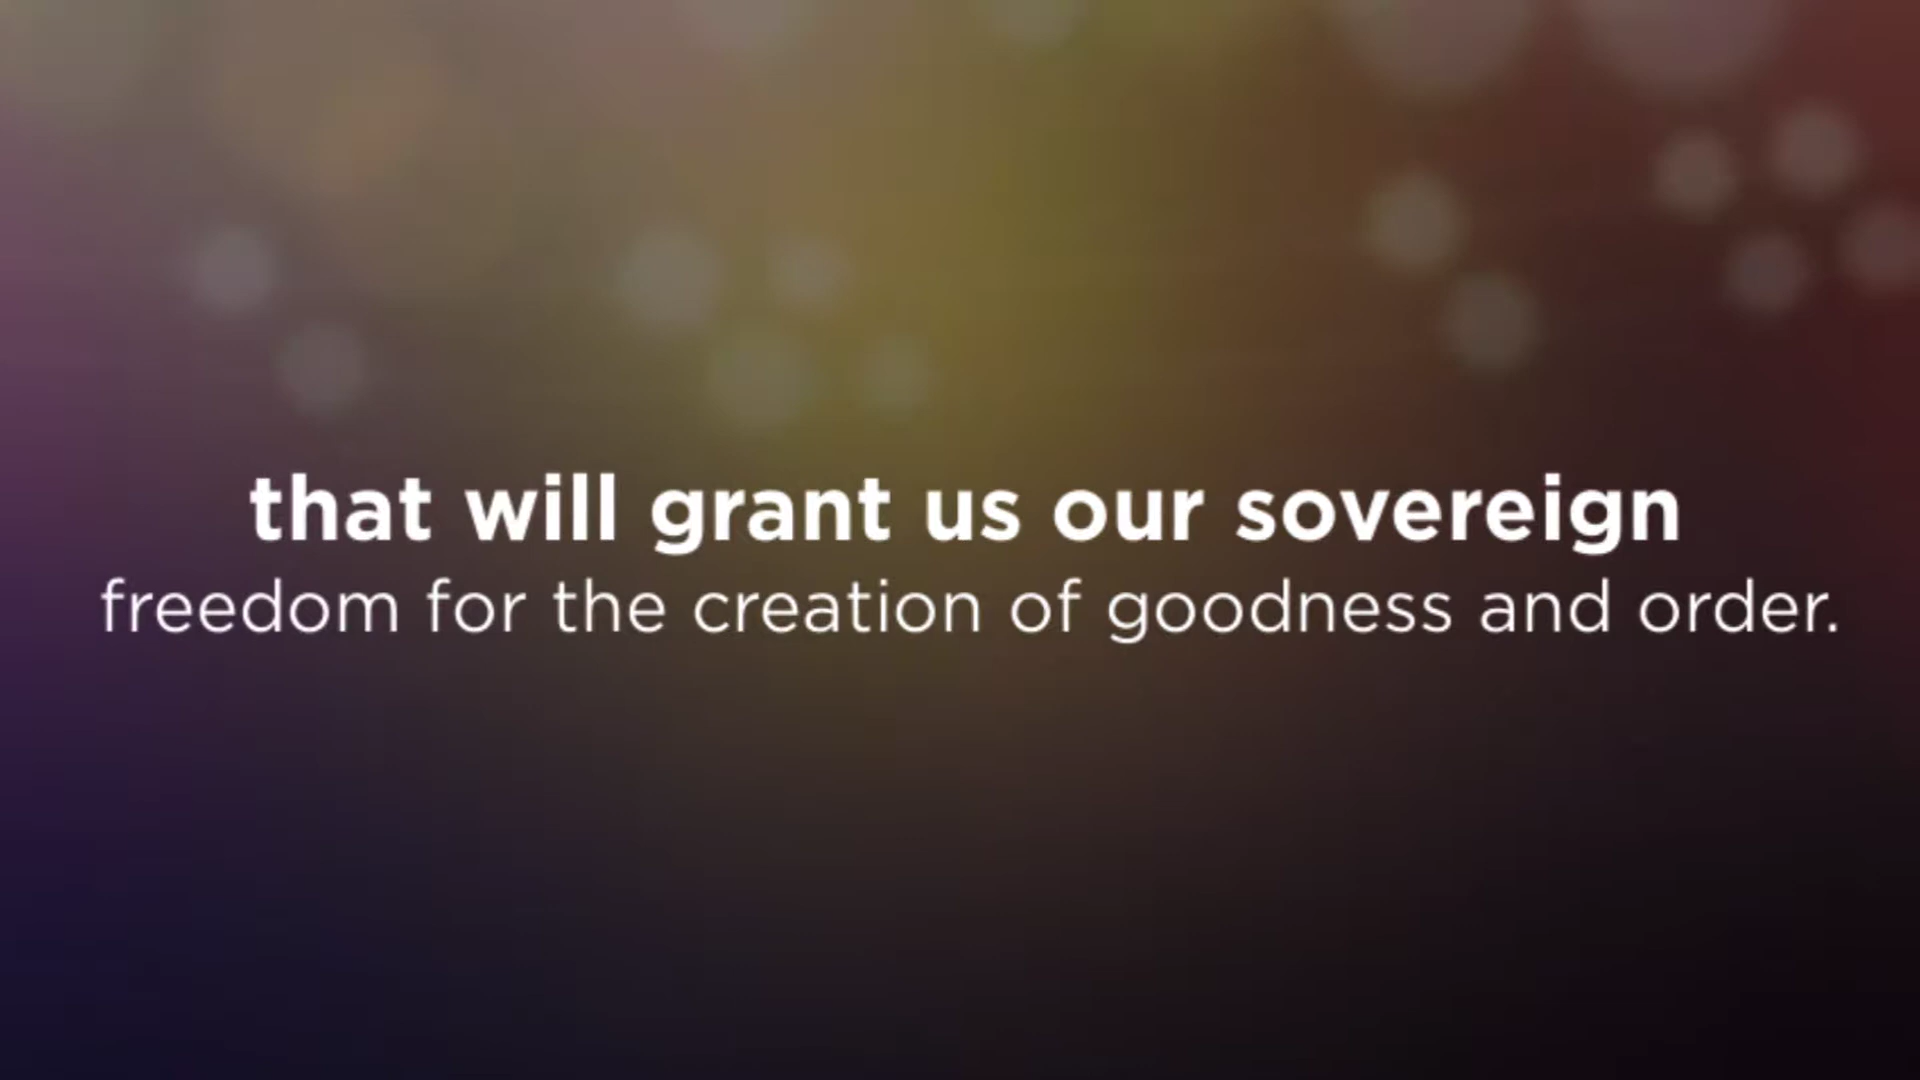 that will grant us our sovereign
freedom for the creation of goodness and order.